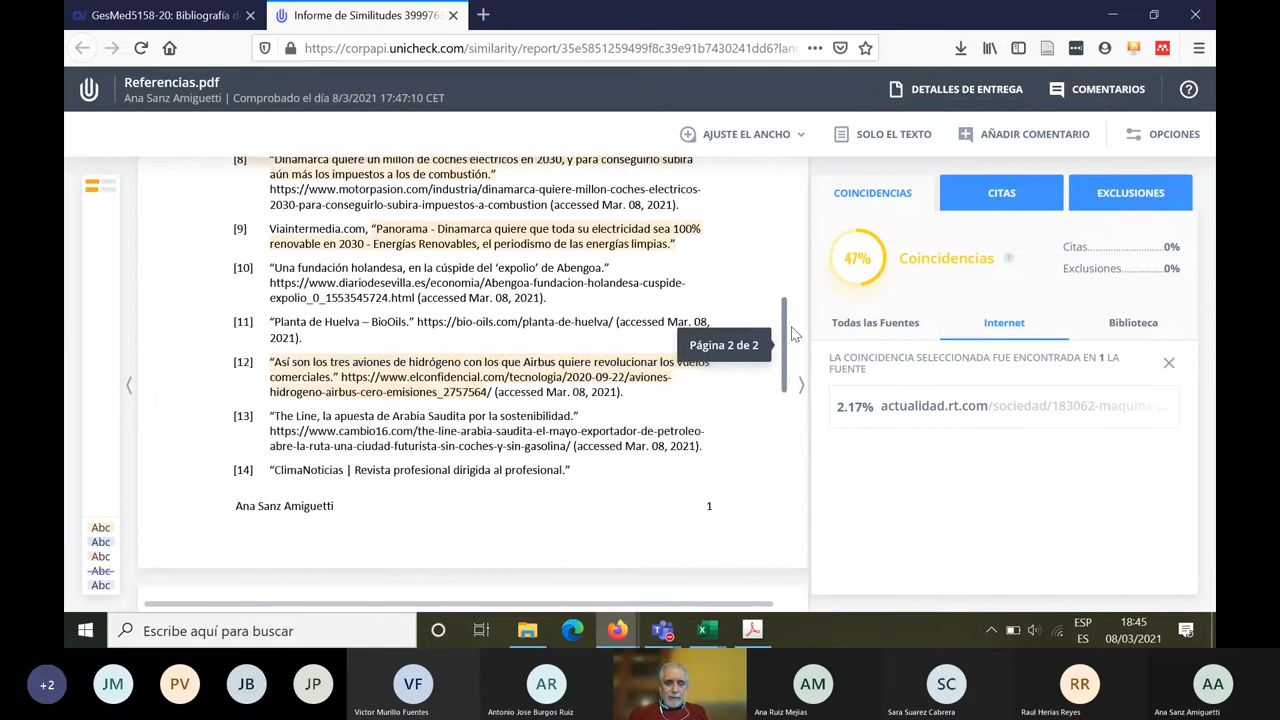 GesMed5158-20: Bibliografía d
Informe de Similitudes 399976
https://corpapi.unicheck.com/similarity/report/35e5851259499f8c39e91b7430241dd6?lan
Referencias.pdf
Ana Sanz Amiguetti | Comprobado el día 8/3/2021 17:47:10 CET
DETALLES DE ENTREGA
COMENTARIOS
AJUSTE EL ANCHO
SOLO EL TEXTO
AÑADIR COMENTARIO
OPCIONES
[8] “Dinamarca quiere un millón de coches eléctricos en 2030, y para conseguirlo subirá
aún más los impuestos a los de combustión.”
https://www.motorpasion.com/industria/dinamarca-quiere-millon-coches-electricos-
2030-para-conseguirlo-subira-impuestos-a-combustion (accessed Mar. 08, 2021).
[9] Viaintermedia.com, “Panorama - Dinamarca quiere que toda su electricidad sea 100%
renovable en 2030 - Energías Renovables, el periodismo de las energías limpias.”
[10] “Una fundación holandesa, en la cúspide del ‘expolio’ de Abengoa.”
https://www.diariodesevilla.es/economia/Abengoa-fundacion-holandesa-cuspide-
expolio_0_1553545724.html (accessed Mar. 08, 2021).
[11] “Planta de Huelva – BioOils.” https://bio-oils.com/planta-de-huelva/ (accessed Mar. 08,
2021).
[12] “Así son los tres aviones de hidrógeno con los que Airbus quiere revolucionar los vuelos
comerciales.” https://www.elconfidencial.com/tecnologia/2020-09-22/aviones-
hidrogeno-airbus-cero-emisiones_2757564/ (accessed Mar. 08, 2021).
[13] “The Line, la apuesta de Arabia Saudita por la sostenibilidad.”
https://www.cambio16.com/the-line-arabia-saudita-el-mayo-exportador-de-petroleo-
abre-la-ruta-una-ciudad-futurista-sin-coches-y-sin-gasolina/ (accessed Mar. 08, 2021).
[14] “ClimaNoticias | Revista profesional dirigida al profesional.”
Ana Sanz Amiguetti 1
Página 2 de 2
Abc
Abc
Abc
Abc
Abc
COINCIDENCIAS
CITAS
EXCLUSIONES
47%
Coincidencias
Citas 0%
Exclusiones 0%
Todas las Fuentes
Internet
Biblioteca
LA COINCIDENCIA SELECCIONADA FUE ENCONTRADA EN 1 LA
FUENTE
2.17% actualidad.rt.com/sociedad/183062-maquina-...
Escribe aquí para buscar
ESP
ES
18:45
08/03/2021
+2
JM
PV
JB
JP
VF
Victor Murillo Fuentes
AR
Antonio Jose Burgos Ruiz
AM
Ana Ruiz Mejias
SC
Sara Suarez Cabrera
RR
Raul Herias Reyes
AA
Ana Sanz Amiguetti